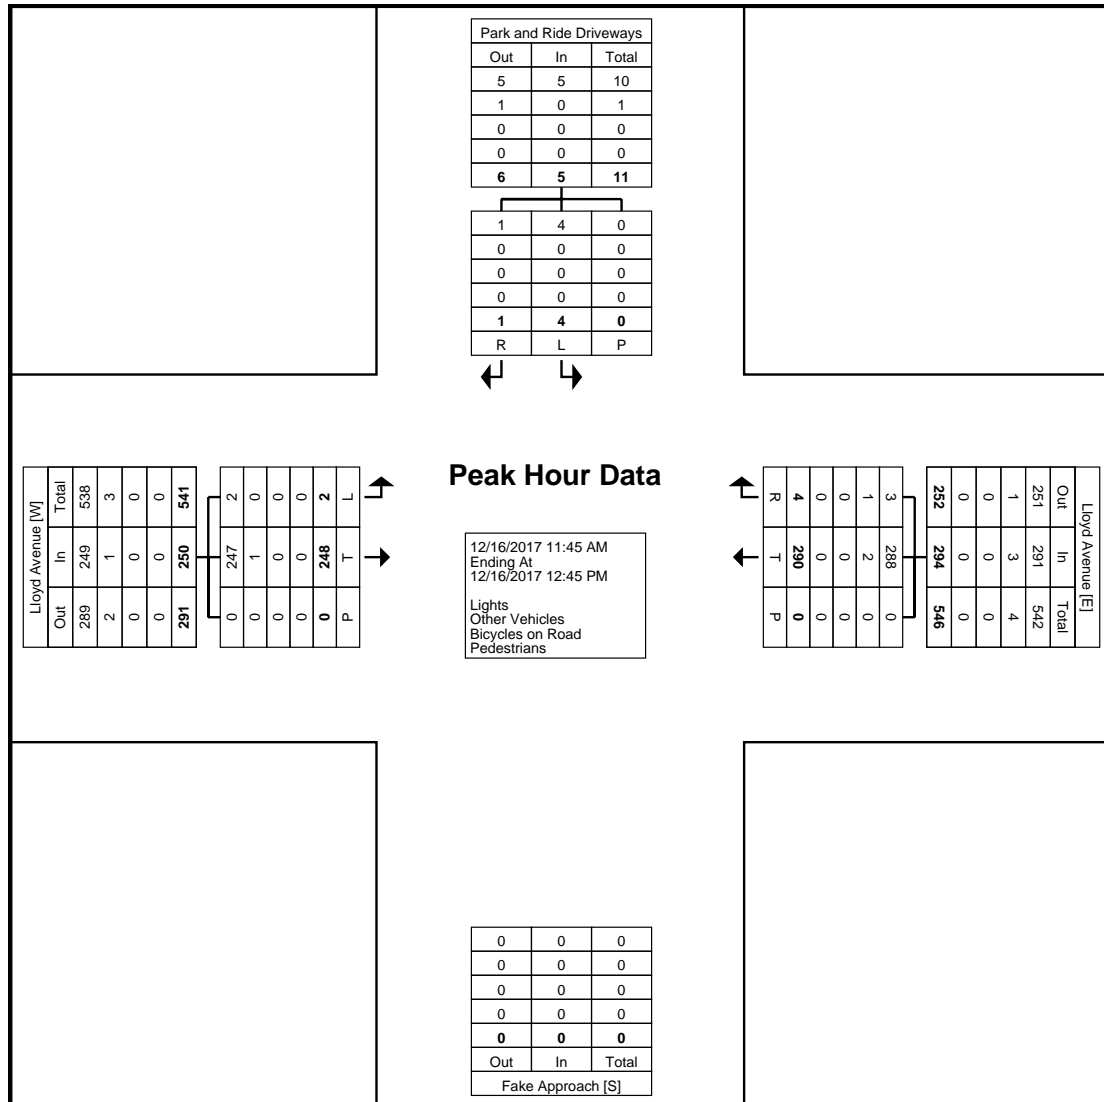 Park and Ride Driveways
Out In Total
5 5 10
1 0 1
0 0 0
0 0 0
6 5 11
1 4 0
0 0 0
0 0 0
0 0 0
1 4 0
R L P
Lloyd Avenue [W]
Total In Out
538 249 289
3 1 2
0 0 0
0 0 0
541 250 291
2 247 0
0 1 0
0 0 0
0 0 0
2 248 0
L T P
Peak Hour Data
12/16/2017 11:45 AM
Ending At
12/16/2017 12:45 PM
Lights
Other Vehicles
Bicycles on Road
Pedestrians
Lloyd Avenue [E]
Out In Total
251 291 542
1 3 4
0 0 0
0 0 0
252 294 546
3 288 0
1 2 0
0 0 0
0 0 0
4 290 0
R T P
0 0 0
0 0 0
0 0 0
0 0 0
0 0 0
Out In Total
Fake Approach [S]